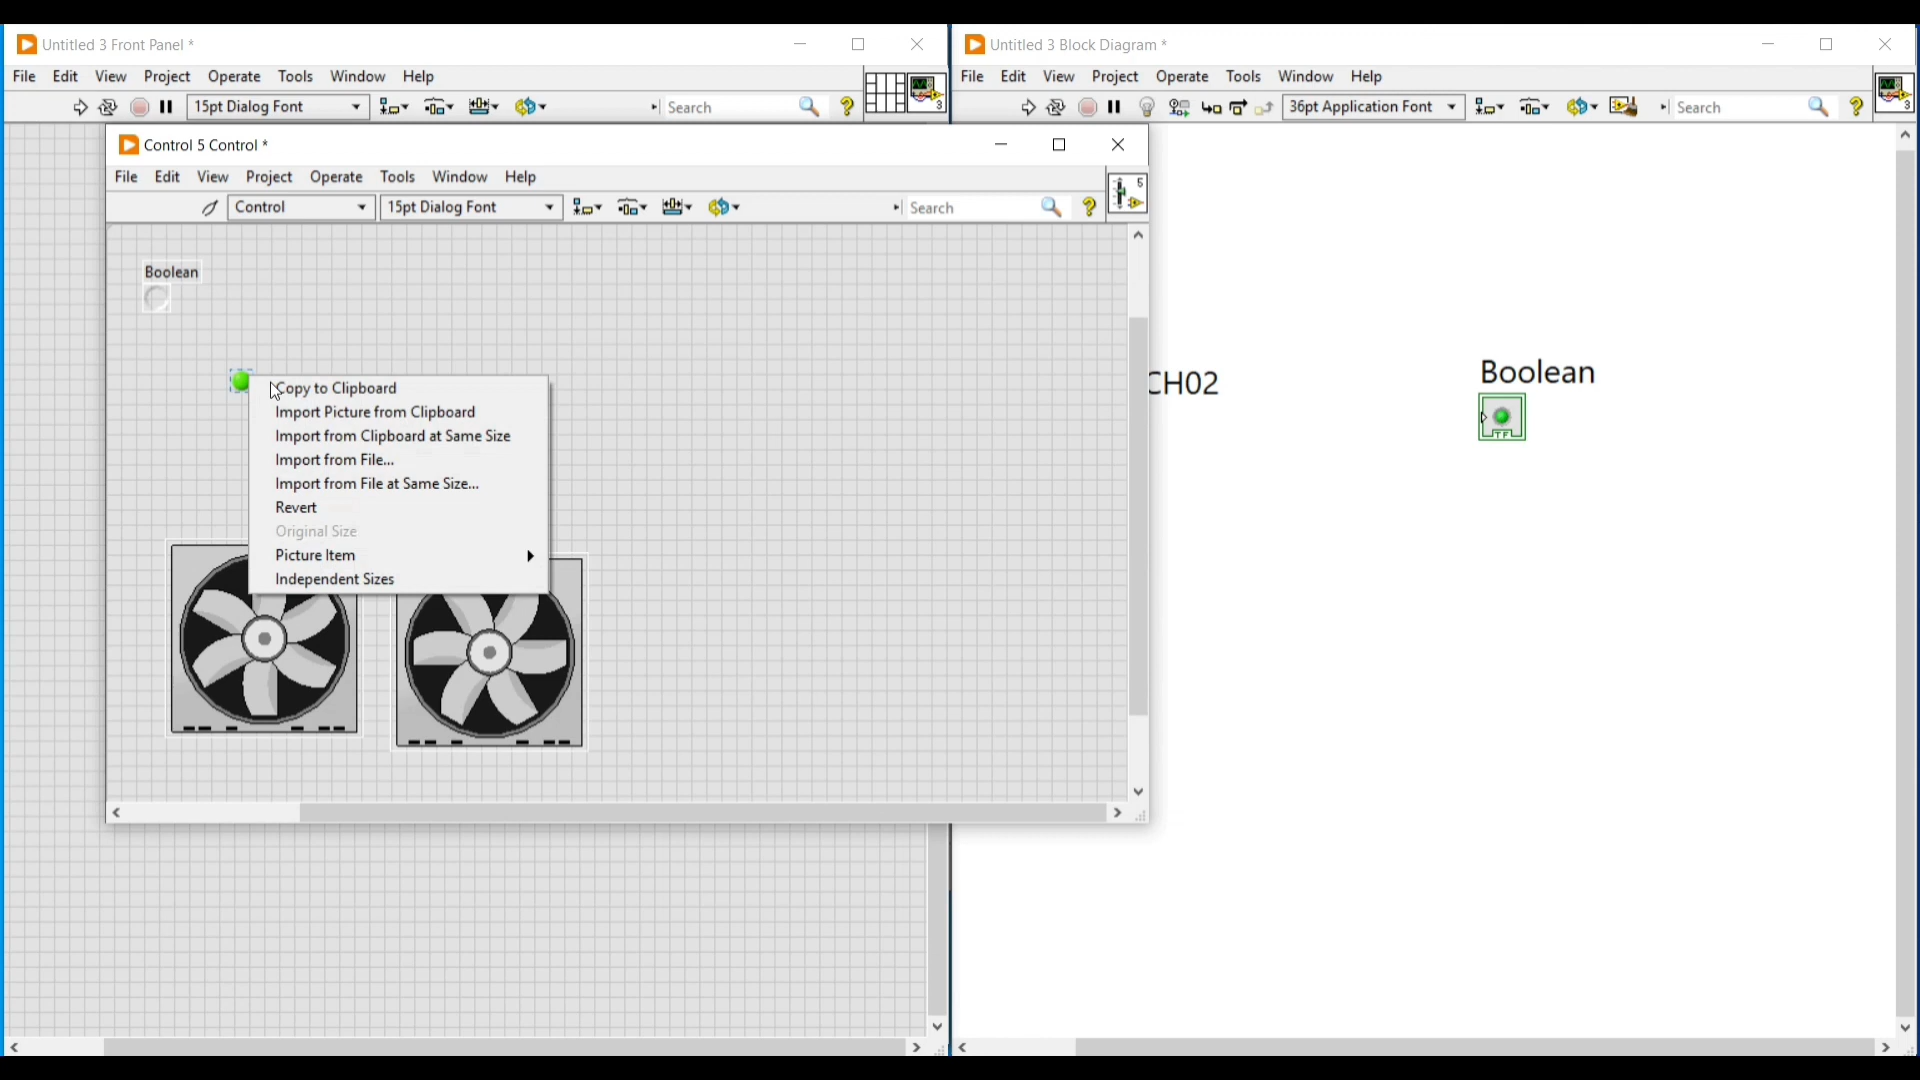 Untitled 3 Front Panel *
File Edit View Project Operate Tools Window Help
15pt Dialog Font
Search
3
Untitled 3 Block Diagram *
File Edit View Project Operate Tools Window Help
36pt Application Font
Search
3
Control 5 Control *
File Edit View Project Operate Tools Window Help
Control
15pt Dialog Font
Search
5
Boolean
Copy to Clipboard
Import Picture from Clipboard
Import from Clipboard at Same Size
Import from File...
Import from File at Same Size...
Revert
Original Size
Picture Item
Independent Sizes
CH02
Boolean
TF